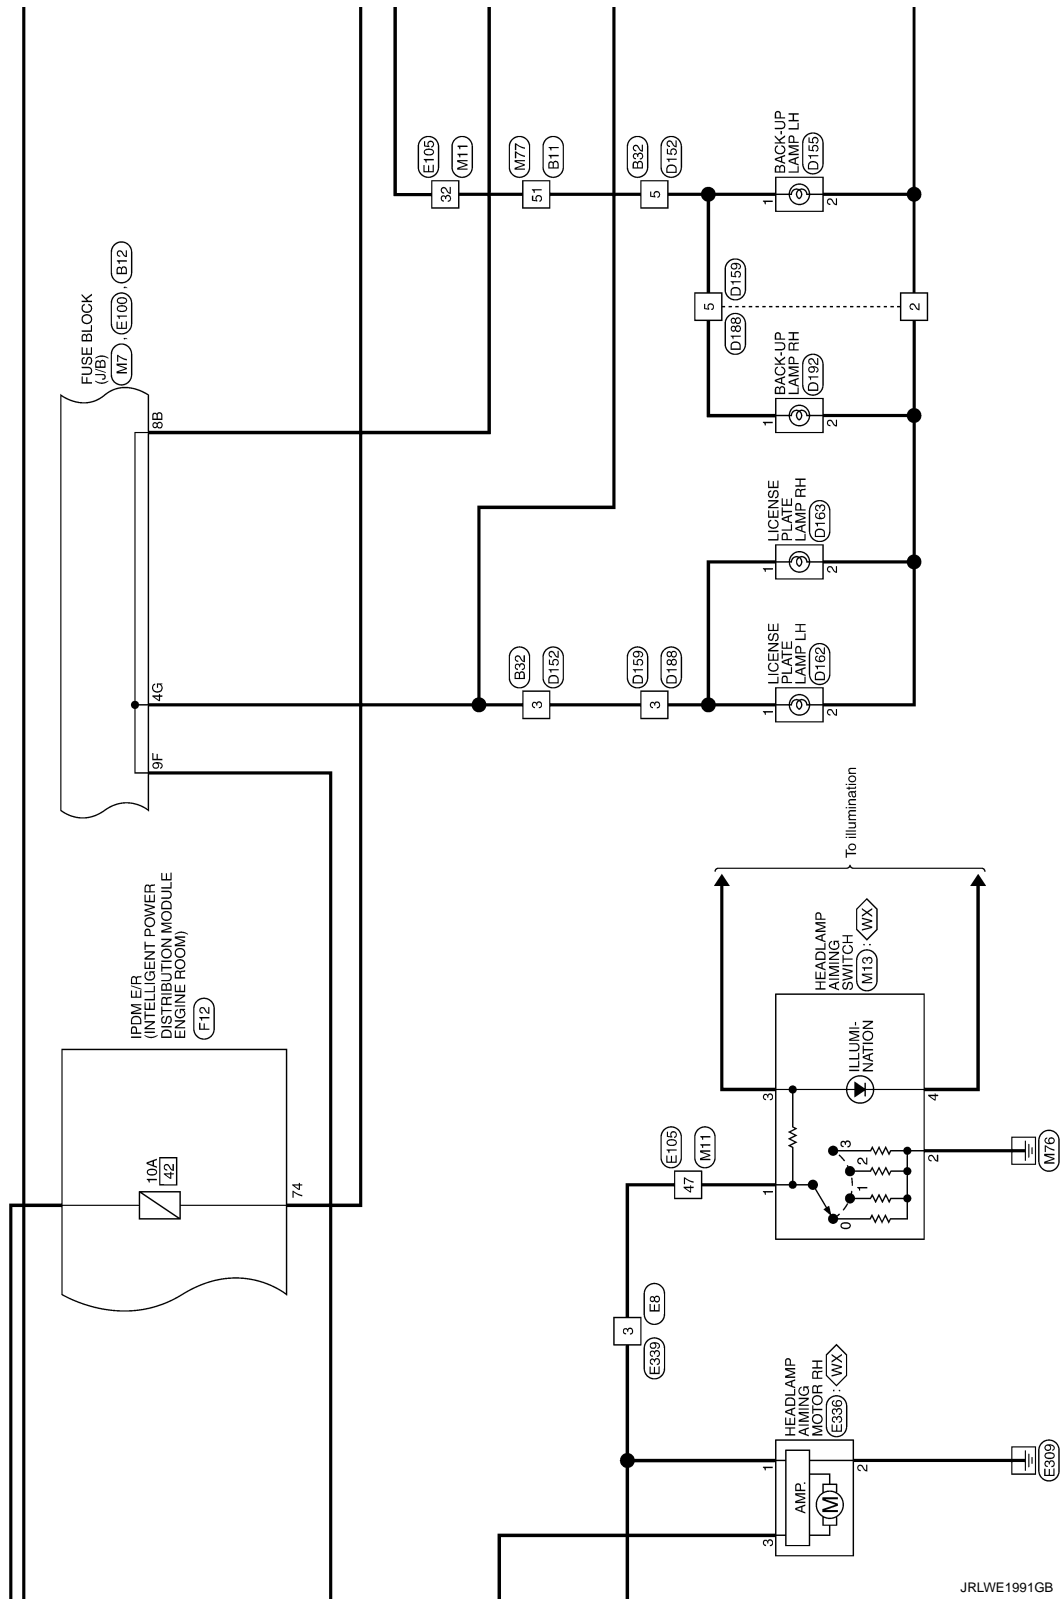 FUSE BLOCK
(J/B)
M7 , E100 , B12
8B
4G
9F
E105
32
M11
M77
51
B11
B32
5
D152
BACK-UP
LAMP LH
D155
1
2
D159
5
D188
2
BACK-UP
LAMP RH
D192
1
2
LICENSE
PLATE
LAMP RH
D163
1
2
B32
3
D152
D159
3
D188
LICENSE
PLATE
LAMP LH
D162
1
2
IPDM E/R
(INTELLIGENT POWER
DISTRIBUTION MODULE
ENGINE ROOM)
F12
10A
42
74
To illumination
HEADLAMP
AIMING
SWITCH
M13 : WX
ILLUMI-
NATION
3
4
1
2
0
1
2
3
M76
E105
47
M11
E8
3
E339
HEADLAMP
AIMING
MOTOR RH
E336 : WX
AMP.
M
1
2
3
E309
JRLWE1991GB